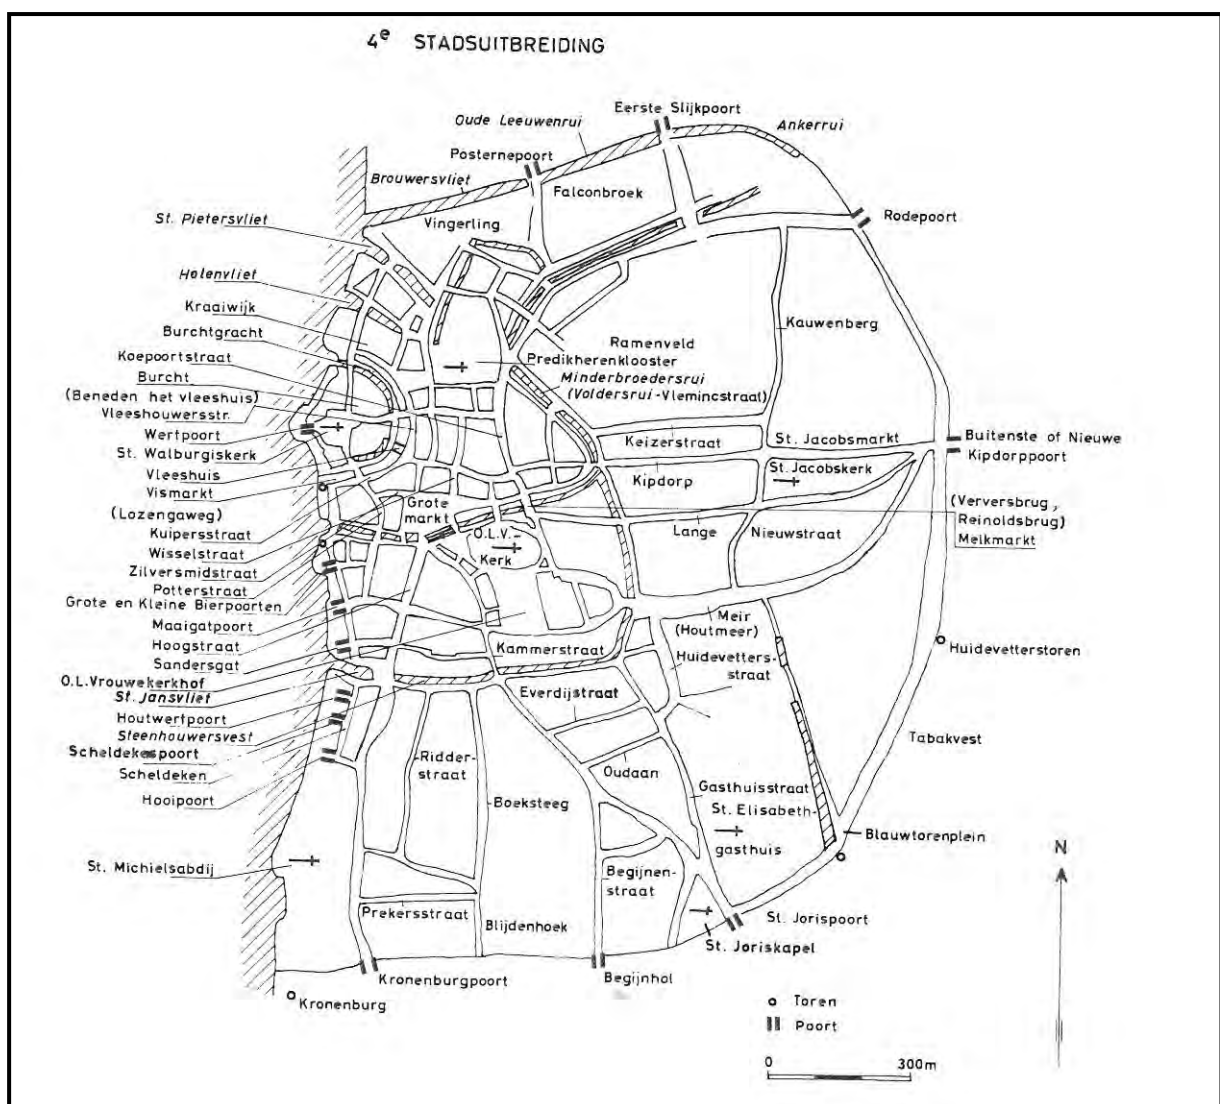 4e STADSUITBREIDING
Eerste Slijkpoort
Oude Leeuwenrui
Ankerrui
Posternepoort
Brouwersvliet
Falconbroek
St. Pietersvliet
Vingerling
Rodepoort
Holenvliet
Kraaiwijk
Burchtgracht
Koepoortstraat
Burcht
(Beneden het vleeshuis)
Vleeshouwersstr.
Werfpoort
St. Walburgiskerk
Vleeshuis
Vismarkt
(Lozengaweg)
Kuipersstraat
Wisselstraat
Zilversmidstraat
Potterstraat
Grote en Kleine Bierpoorten
Maaigatpoort
Hoogstraat
Sandersgat
O.L.Vrouwekerkhof
St. Jansvliet
Houtwerfpoort
Steenhouwersvest
Scheldekespoort
Scheldeken
Hooipoort
St. Michielsabdij
Kauwenberg
Ramenveld
Predikherenklooster
Minderbroedersrui
(Voldersrui-Vlemincstraat)
Keizerstraat
St. Jacobsmarkt
Buitenste of Nieuwe
Kipdorppoort
Kipdorp
St. Jacobskerk
Grote
markt
(Ververspbrug,
Reinoldsbrug)
Melkmarkt
O.L.V.-
Kerk
Lange
Nieuwstraat
Meir
(Houtmeer)
Kammerstraat
Huidevetters-
straat
Huidevetterstoren
Everdijstraat
Tabakvest
Ridder-
straat
Oudaan
Boeksteeg
Gasthuisstraat
St. Elisabeth-
gasthuis
Blauwtorenplein
Begijnen-
straat
Prekersstraat
Blijdenhoek
St. Jorispoort
St. Joriskapel
Kronenburgpoort
Begijnhol
Kronenburg
N
Toren
Poort
0 300m